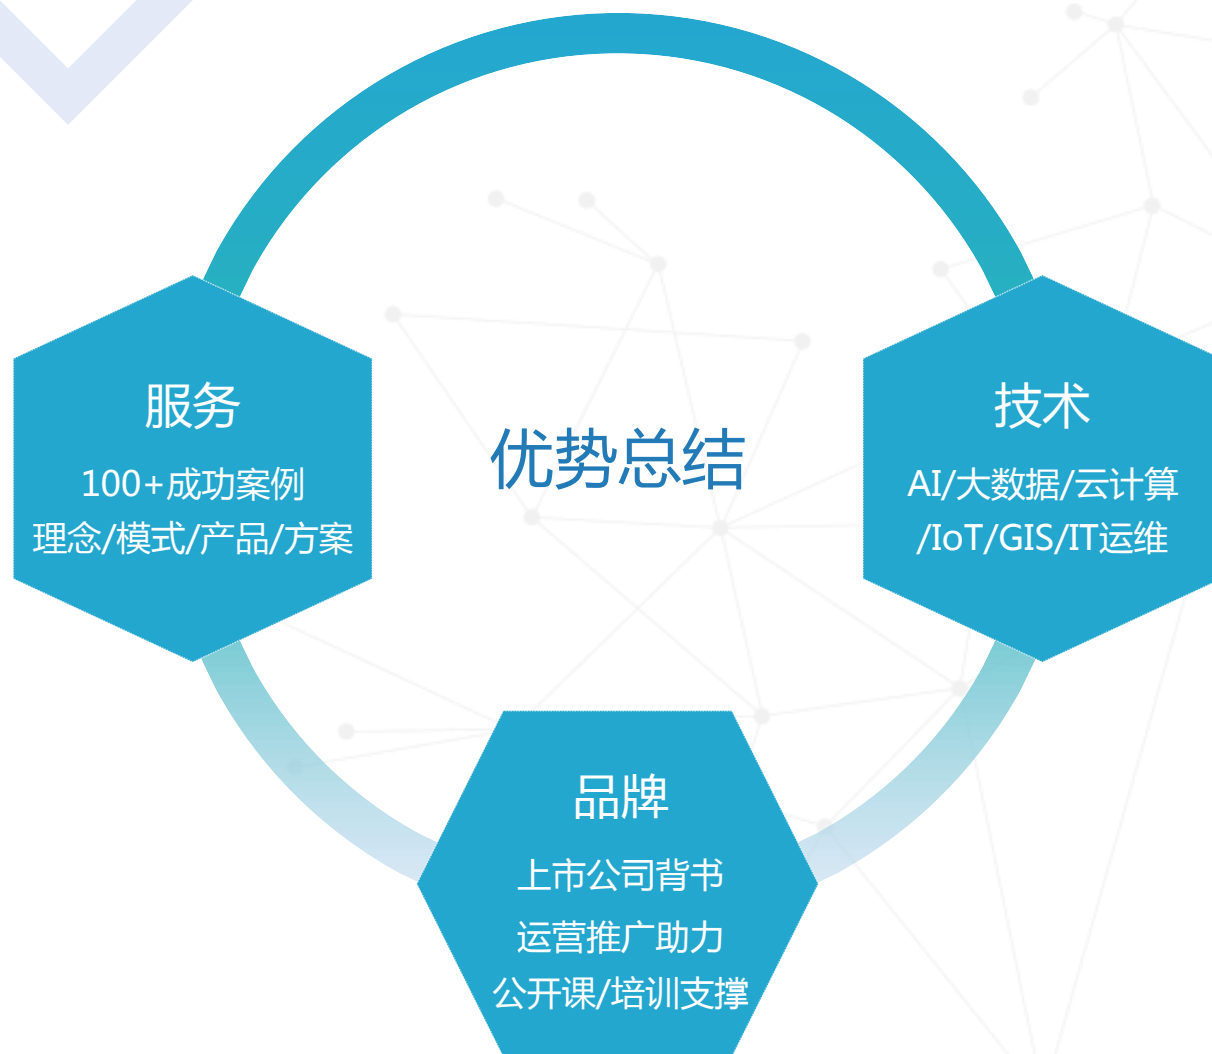 优势总结
服务
100+成功案例
理念/模式/产品/方案
技术
AI/大数据/云计算
/IoT/GIS/IT运维
品牌
上市公司背书
运营推广助力
公开课/培训支撑